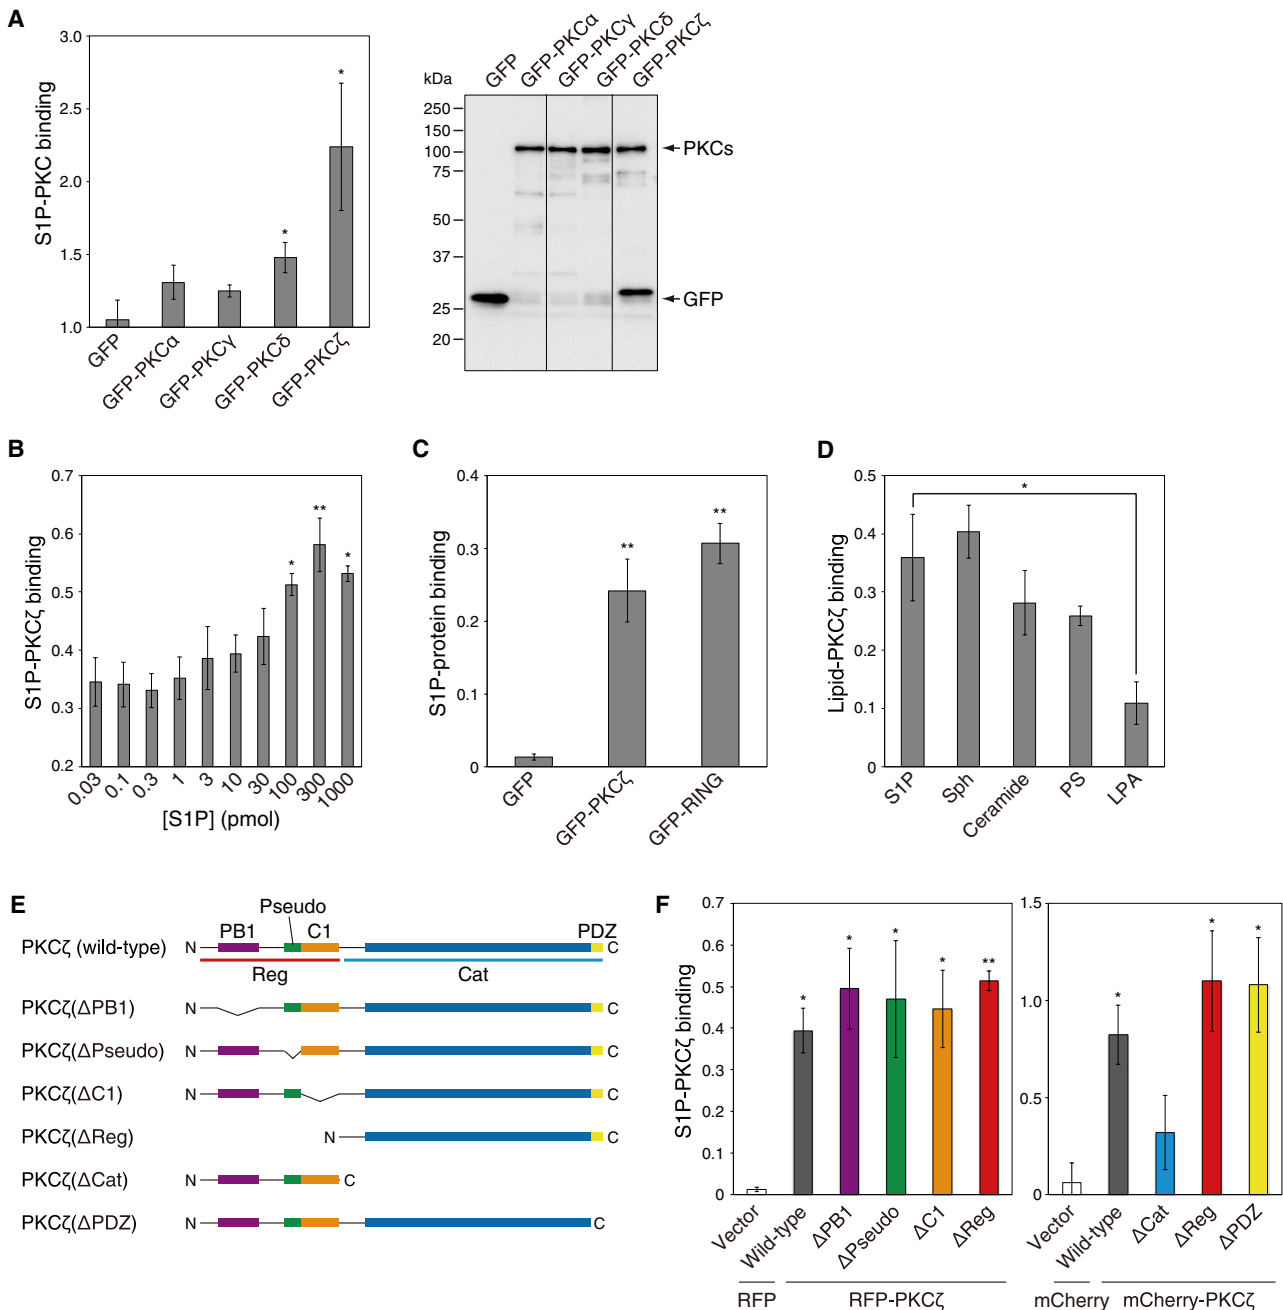 A
3.0
2.5
2.0
1.5
1.0
S1P-PKC binding
*
*
GFP
GFP-PKCα
GFP-PKCγ
GFP-PKCδ
GFP-PKCζ
kDa
GFP
GFP-PKCα
GFP-PKCγ
GFP-PKCδ
GFP-PKCζ
250
150
100
75
50
37
25
20
PKCs
GFP
B
0.7
0.6
0.5
0.4
0.3
0.2
S1P-PKCζ binding
*
**
*
0.03
0.1
0.3
1
3
10
30
100
300
1000
[S1P] (pmol)
C
0.4
0.3
0.2
0.1
0
S1P-protein binding
**
**
GFP
GFP-PKCζ
GFP-RING
D
0.5
0.4
0.3
0.2
0.1
0
Lipid-PKCζ binding
*
S1P
Sph
Ceramide
PS
LPA
E
Pseudo
PB1
C1
PDZ
PKCζ (wild-type)
N
C
Reg
Cat
PKCζ(ΔPB1)
N
C
PKCζ(ΔPseudo)
N
C
PKCζ(ΔC1)
N
C
PKCζ(ΔReg)
N
C
PKCζ(ΔCat)
N
C
PKCζ(ΔPDZ)
N
C
F
0.7
0.6
0.5
0.4
0.3
0.2
0.1
0
S1P-PKCζ binding
*
*
*
*
**
Vector
Wild-type
ΔPB1
ΔPseudo
ΔC1
ΔReg
RFP
RFP-PKCζ
1.5
1.0
0.5
0
*
*
*
Vector
Wild-type
ΔCat
ΔReg
ΔPDZ
mCherry
mCherry-PKCζ